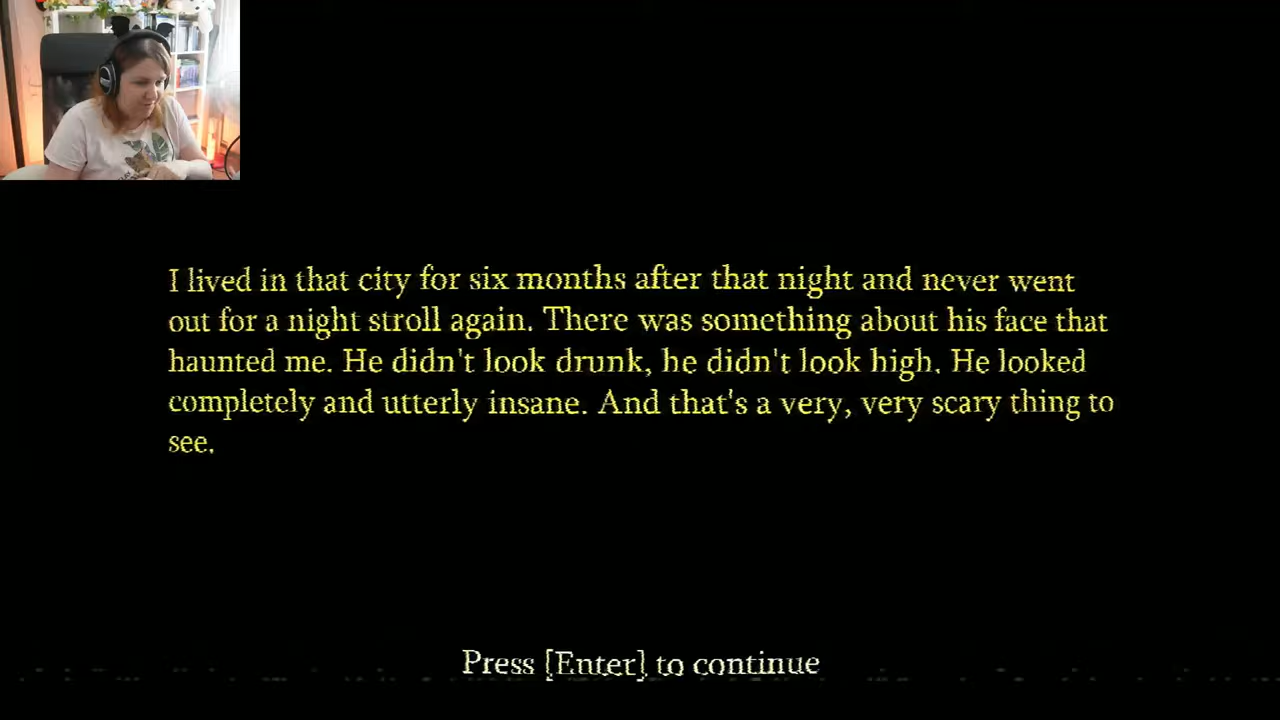 I lived in that city for six months after that night and never went
out for a night stroll again. There was something about his face that
haunted me. He didn't look drunk, he didn't look high. He looked
completely and utterly insane. And that's a very, very scary thing to
see.
Press [Enter] to continue